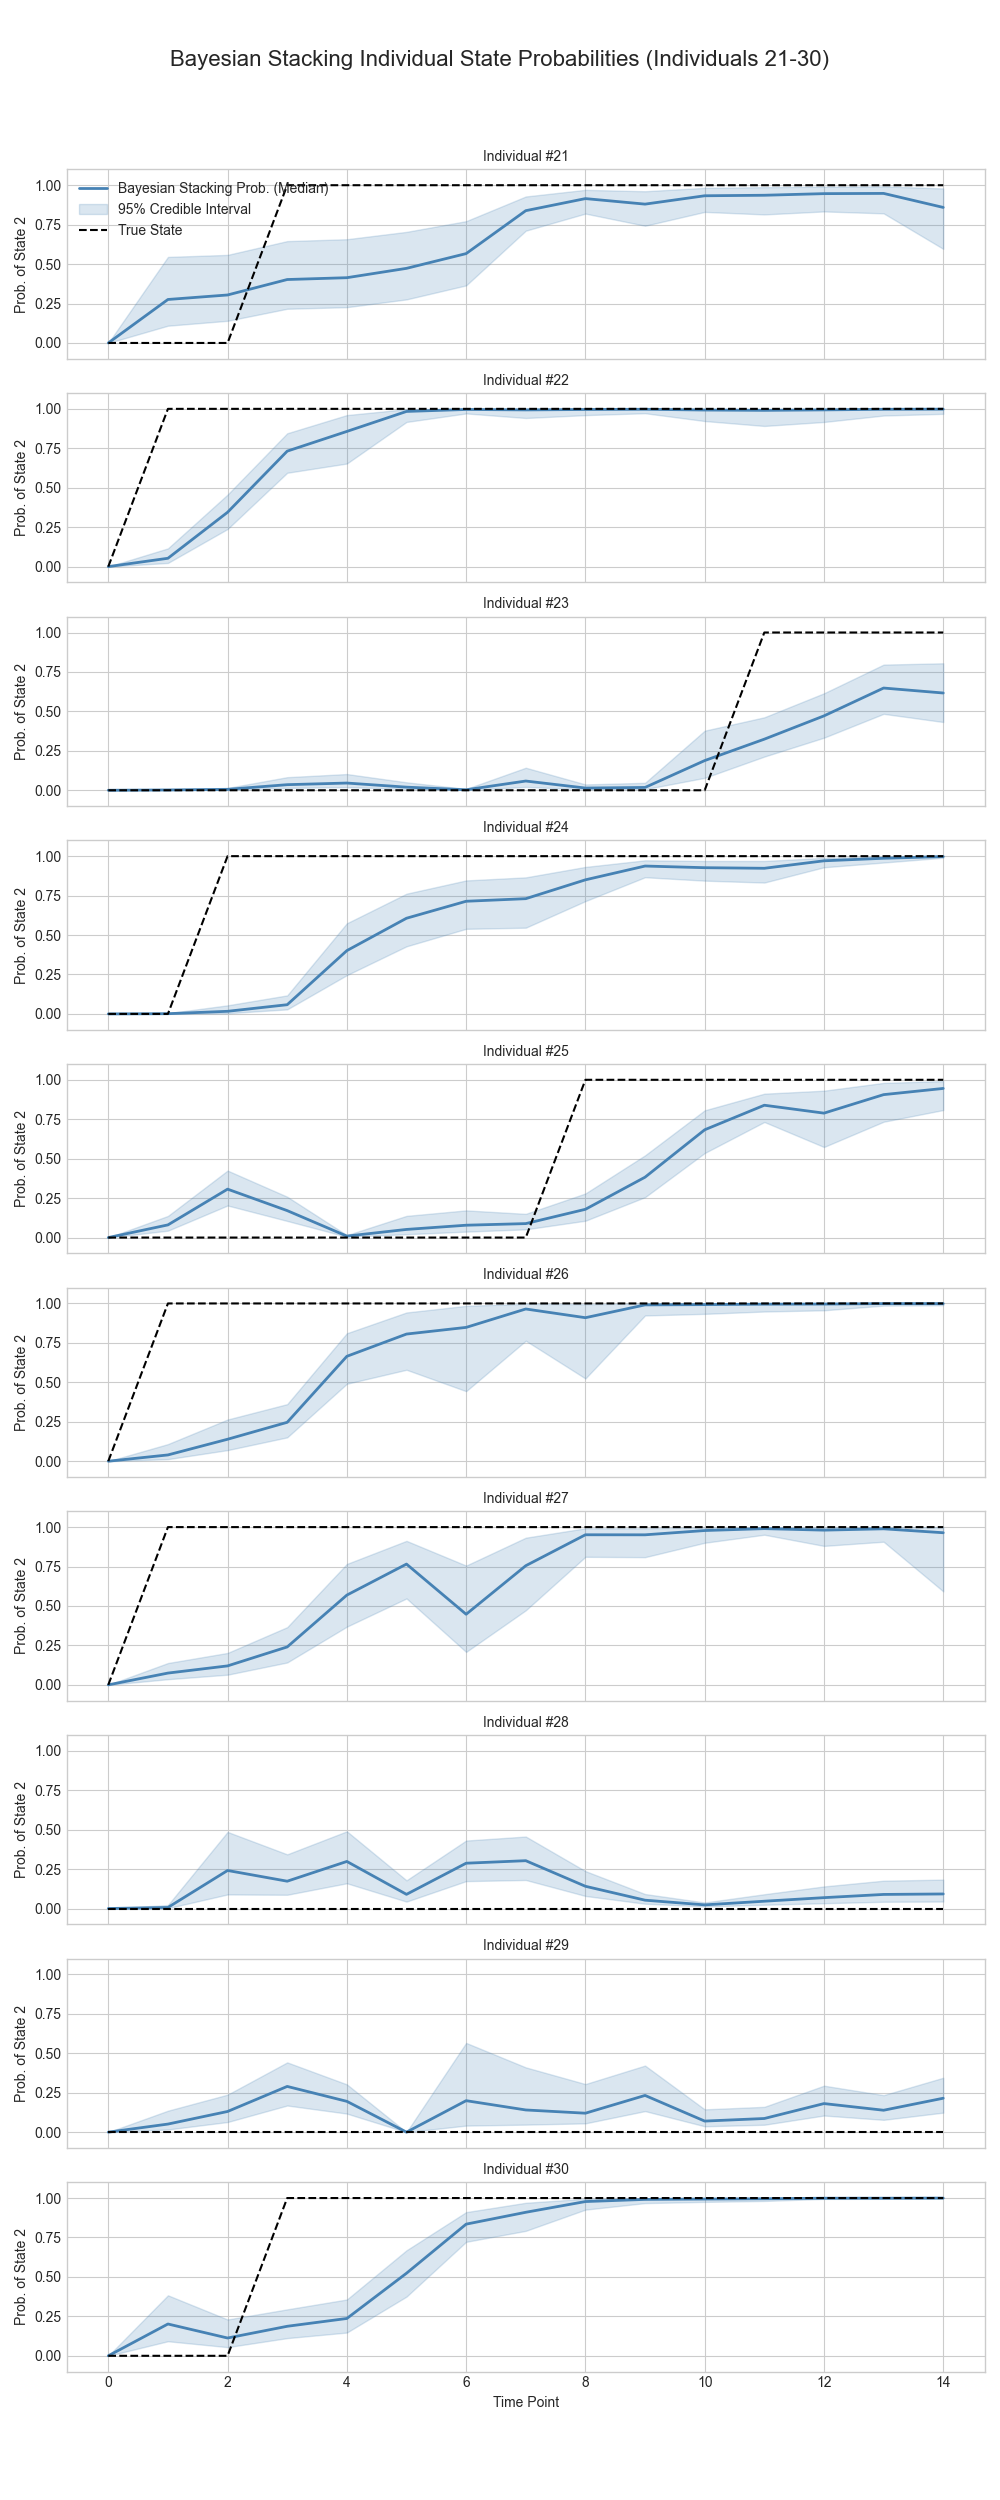 Bayesian Stacking Individual State Probabilities (Individuals 21-30)
Individual #21
Bayesian Stacking Prob. (Median)
95% Credible Interval
True State
1.00
0.75
0.50
0.25
0.00
Prob. of State 2
Individual #22
1.00
0.75
0.50
0.25
0.00
Prob. of State 2
Individual #23
1.00
0.75
0.50
0.25
0.00
Prob. of State 2
Individual #24
1.00
0.75
0.50
0.25
0.00
Prob. of State 2
Individual #25
1.00
0.75
0.50
0.25
0.00
Prob. of State 2
Individual #26
1.00
0.75
0.50
0.25
0.00
Prob. of State 2
Individual #27
1.00
0.75
0.50
0.25
0.00
Prob. of State 2
Individual #28
1.00
0.75
0.50
0.25
0.00
Prob. of State 2
Individual #29
1.00
0.75
0.50
0.25
0.00
Prob. of State 2
Individual #30
1.00
0.75
0.50
0.25
0.00
Prob. of State 2
0 2 4 6 8 10 12 14
Time Point